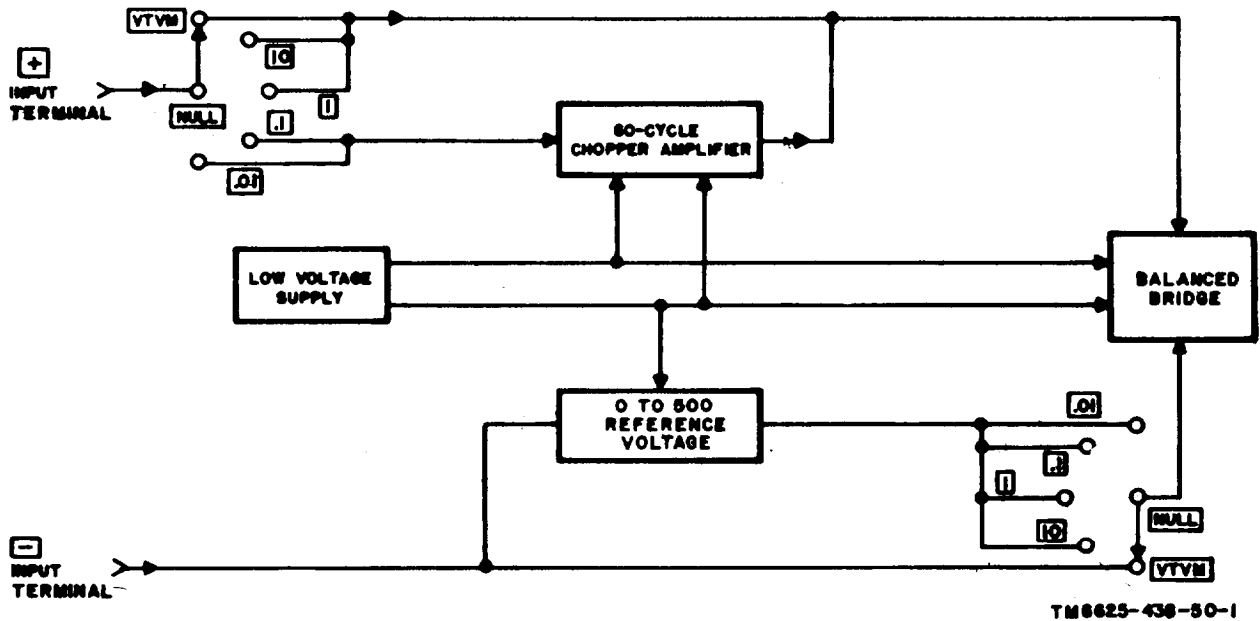 VTVM
10
+
INPUT
TERMINAL
NULL
1
.1
.01
60-CYCLE
CHOPPER AMPLIFIER
LOW VOLTAGE
SUPPLY
BALANCED
BRIDGE
0 TO 500
REFERENCE
VOLTAGE
.01
.1
1
10
NULL
VTVM
-
INPUT
TERMINAL
TM6625-438-50-1